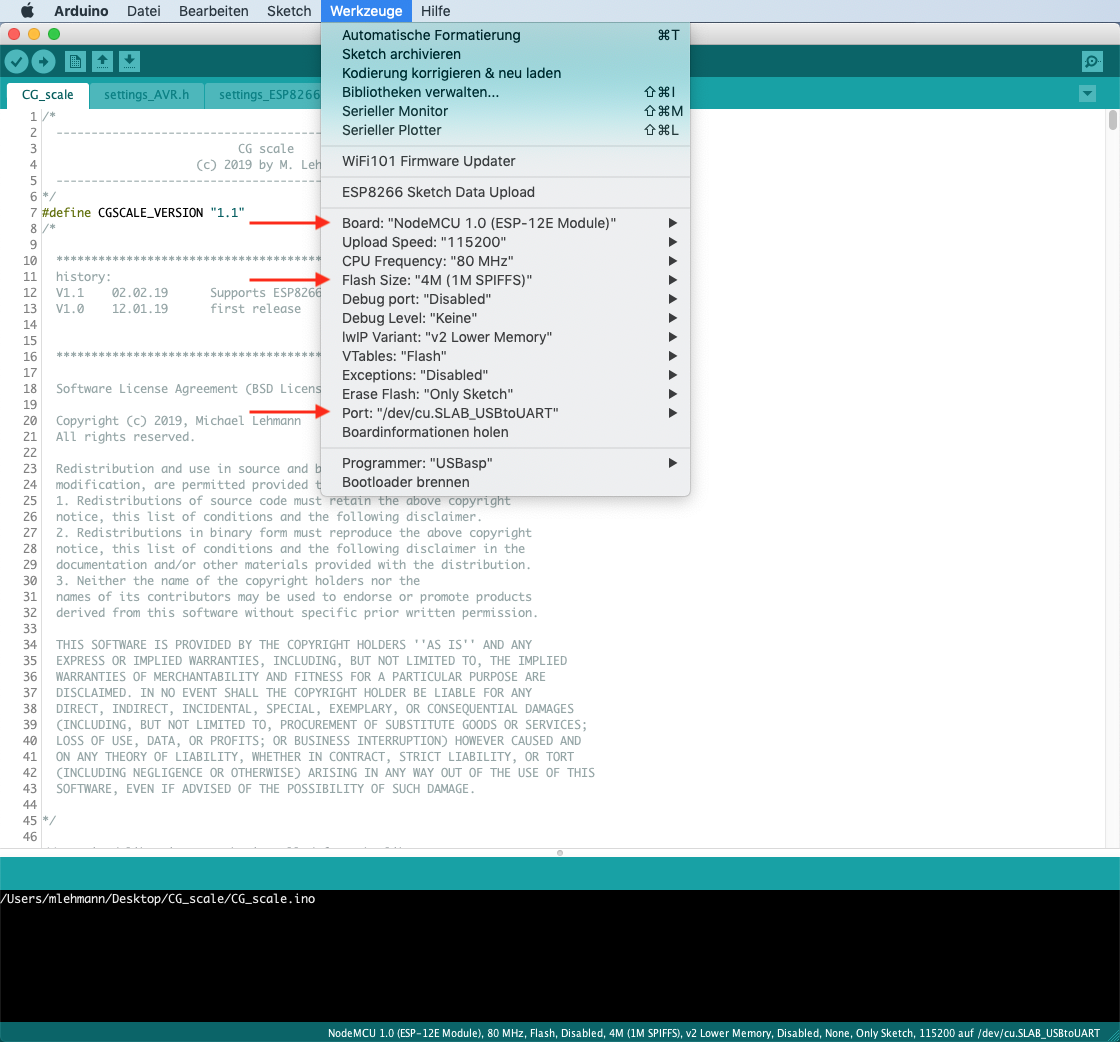 Arduino Datei Bearbeiten Sketch Werkzeuge Hilfe
Automatische Formatierung ⌘T
Sketch archivieren
Kodierung korrigieren & neu laden
Bibliotheken verwalten... ⇧⌘I
Serieller Monitor ⇧⌘M
Serieller Plotter ⇧⌘L
WiFi101 Firmware Updater
ESP8266 Sketch Data Upload
Board: "NodeMCU 1.0 (ESP-12E Module)"
Upload Speed: "115200"
CPU Frequency: "80 MHz"
Flash Size: "4M (1M SPIFFS)"
Debug port: "Disabled"
Debug Level: "Keine"
lwIP Variant: "v2 Lower Memory"
VTables: "Flash"
Exceptions: "Disabled"
Erase Flash: "Only Sketch"
Port: "/dev/cu.SLAB_USBtoUART"
Boardinformationen holen
Programmer: "USBasp"
Bootloader brennen
CG_scale settings_AVR.h settings_ESP8266
1 /*
2 --------------------------------------
3 CG scale
4 (c) 2019 by M. Leh
5 --------------------------------------
6 */
7 #define CGSCALE_VERSION "1.1"
8 /*
9
10 **************************************
11 history:
12 V1.1 02.02.19 Supports ESP8266
13 V1.0 12.01.19 first release
14
15
16 **************************************
17
18 Software License Agreement (BSD Licens
19
20 Copyright (c) 2019, Michael Lehmann
21 All rights reserved.
22
23 Redistribution and use in source and b
24 modification, are permitted provided t
25 1. Redistributions of source code must retain the above copyright
26 notice, this list of conditions and the following disclaimer.
27 2. Redistributions in binary form must reproduce the above copyright
28 notice, this list of conditions and the following disclaimer in the
29 documentation and/or other materials provided with the distribution.
30 3. Neither the name of the copyright holders nor the
31 names of its contributors may be used to endorse or promote products
32 derived from this software without specific prior written permission.
33
34 THIS SOFTWARE IS PROVIDED BY THE COPYRIGHT HOLDERS ''AS IS'' AND ANY
35 EXPRESS OR IMPLIED WARRANTIES, INCLUDING, BUT NOT LIMITED TO, THE IMPLIED
36 WARRANTIES OF MERCHANTABILITY AND FITNESS FOR A PARTICULAR PURPOSE ARE
37 DISCLAIMED. IN NO EVENT SHALL THE COPYRIGHT HOLDER BE LIABLE FOR ANY
38 DIRECT, INDIRECT, INCIDENTAL, SPECIAL, EXEMPLARY, OR CONSEQUENTIAL DAMAGES
39 (INCLUDING, BUT NOT LIMITED TO, PROCUREMENT OF SUBSTITUTE GOODS OR SERVICES;
40 LOSS OF USE, DATA, OR PROFITS; OR BUSINESS INTERRUPTION) HOWEVER CAUSED AND
41 ON ANY THEORY OF LIABILITY, WHETHER IN CONTRACT, STRICT LIABILITY, OR TORT
42 (INCLUDING NEGLIGENCE OR OTHERWISE) ARISING IN ANY WAY OUT OF THE USE OF THIS
43 SOFTWARE, EVEN IF ADVISED OF THE POSSIBILITY OF SUCH DAMAGE.
44
45 */
46
/Users/mlehmann/Desktop/CG_scale/CG_scale.ino
NodeMCU 1.0 (ESP-12E Module), 80 MHz, Flash, Disabled, 4M (1M SPIFFS), v2 Lower Memory, Disabled, None, Only Sketch, 115200 auf /dev/cu.SLAB_USBtoUART